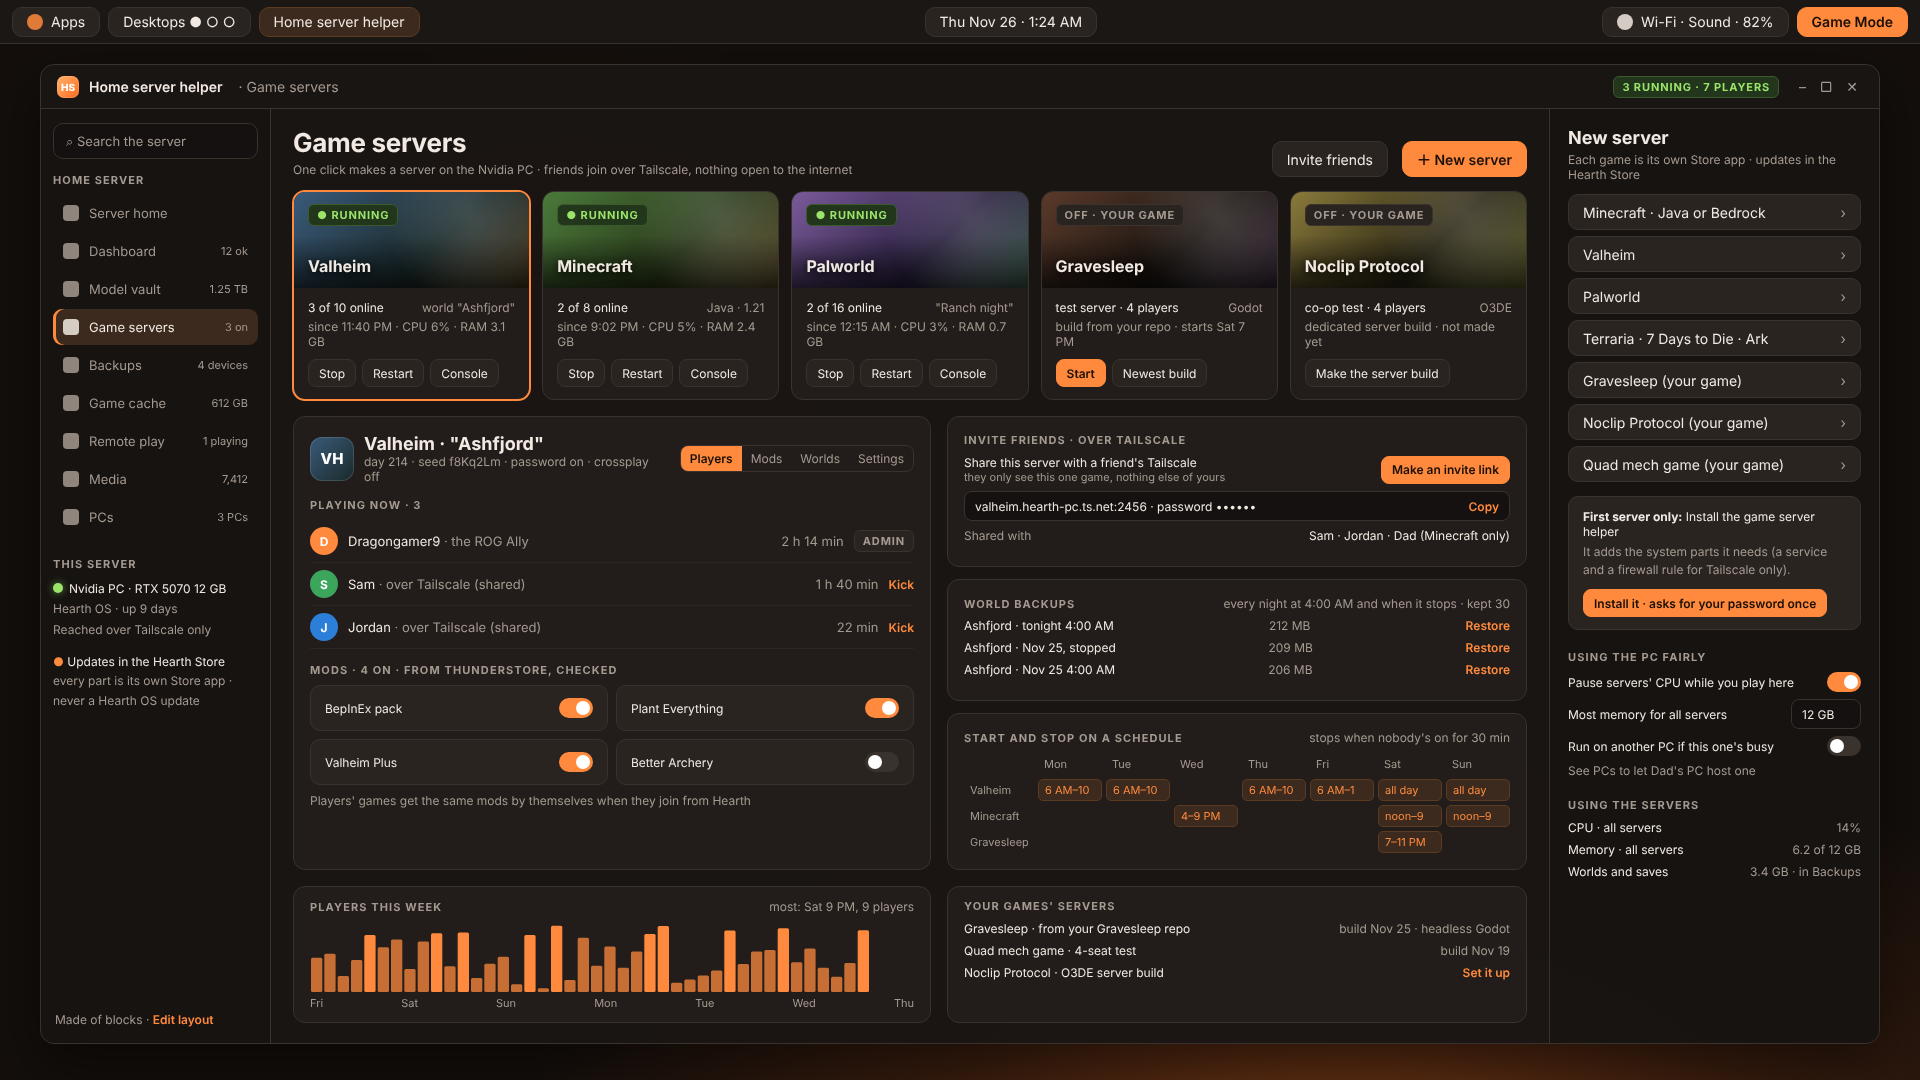 Apps
Desktops
Home server helper
Thu Nov 26 · 1:24 AM
Wi-Fi · Sound · 82%
Game Mode
HS
Home server helper · Game servers
3 RUNNING · 7 PLAYERS
Search the server
HOME SERVER
Server home
Dashboard 12 ok
Model vault 1.25 TB
Game servers 3 on
Backups 4 devices
Game cache 612 GB
Remote play 1 playing
Media 7,412
PCs 3 PCs
THIS SERVER
Nvidia PC · RTX 5070 12 GB
Hearth OS · up 9 days
Reached over Tailscale only
Updates in the Hearth Store
every part is its own Store app ·
never a Hearth OS update
Made of blocks · Edit layout
Game servers
One click makes a server on the Nvidia PC · friends join over Tailscale, nothing open to the internet
Invite friends
+ New server
RUNNING
Valheim
3 of 10 online world "Ashfjord"
since 11:40 PM · CPU 6% · RAM 3.1
GB
Stop Restart Console
RUNNING
Minecraft
2 of 8 online Java · 1.21
since 9:02 PM · CPU 5% · RAM 2.4
GB
Stop Restart Console
RUNNING
Palworld
2 of 16 online "Ranch night"
since 12:15 AM · CPU 3% · RAM 0.7
GB
Stop Restart Console
OFF · YOUR GAME
Gravesleep
test server · 4 players Godot
build from your repo · starts Sat 7
PM
Start Newest build
OFF · YOUR GAME
Noclip Protocol
co-op test · 4 players O3DE
dedicated server build · not made
yet
Make the server build
VH
Valheim · "Ashfjord"
day 214 · seed f8Kq2Lm · password on · crossplay
off
Players Mods Worlds Settings
PLAYING NOW · 3
D Dragongamer9 · the ROG Ally 2 h 14 min ADMIN
S Sam · over Tailscale (shared) 1 h 40 min Kick
J Jordan · over Tailscale (shared) 22 min Kick
MODS · 4 ON · FROM THUNDERSTORE, CHECKED
BepInEx pack
Plant Everything
Valheim Plus
Better Archery
Players' games get the same mods by themselves when they join from Hearth
INVITE FRIENDS · OVER TAILSCALE
Share this server with a friend's Tailscale
they only see this one game, nothing else of yours
Make an invite link
valheim.hearth-pc.ts.net:2456 · password •••••• Copy
Shared with Sam · Jordan · Dad (Minecraft only)
WORLD BACKUPS every night at 4:00 AM and when it stops · kept 30
Ashfjord · tonight 4:00 AM 212 MB Restore
Ashfjord · Nov 25, stopped 209 MB Restore
Ashfjord · Nov 25 4:00 AM 206 MB Restore
START AND STOP ON A SCHEDULE stops when nobody's on for 30 min
Mon Tue Wed Thu Fri Sat Sun
Valheim 6 AM–10 6 AM–10 6 AM–10 6 AM–1 all day all day
Minecraft 4–9 PM noon–9 noon–9
Gravesleep 7–11 PM
PLAYERS THIS WEEK most: Sat 9 PM, 9 players
Fri Sat Sun Mon Tue Wed Thu
YOUR GAMES' SERVERS
Gravesleep · from your Gravesleep repo build Nov 25 · headless Godot
Quad mech game · 4-seat test build Nov 19
Noclip Protocol · O3DE server build Set it up
New server
Each game is its own Store app · updates in the
Hearth Store
Minecraft · Java or Bedrock ›
Valheim ›
Palworld ›
Terraria · 7 Days to Die · Ark ›
Gravesleep (your game) ›
Noclip Protocol (your game) ›
Quad mech game (your game) ›
First server only: Install the game server
helper
It adds the system parts it needs (a service
and a firewall rule for Tailscale only).
Install it · asks for your password once
USING THE PC FAIRLY
Pause servers' CPU while you play here
Most memory for all servers 12 GB
Run on another PC if this one's busy
See PCs to let Dad's PC host one
USING THE SERVERS
CPU · all servers 14%
Memory · all servers 6.2 of 12 GB
Worlds and saves 3.4 GB · in Backups